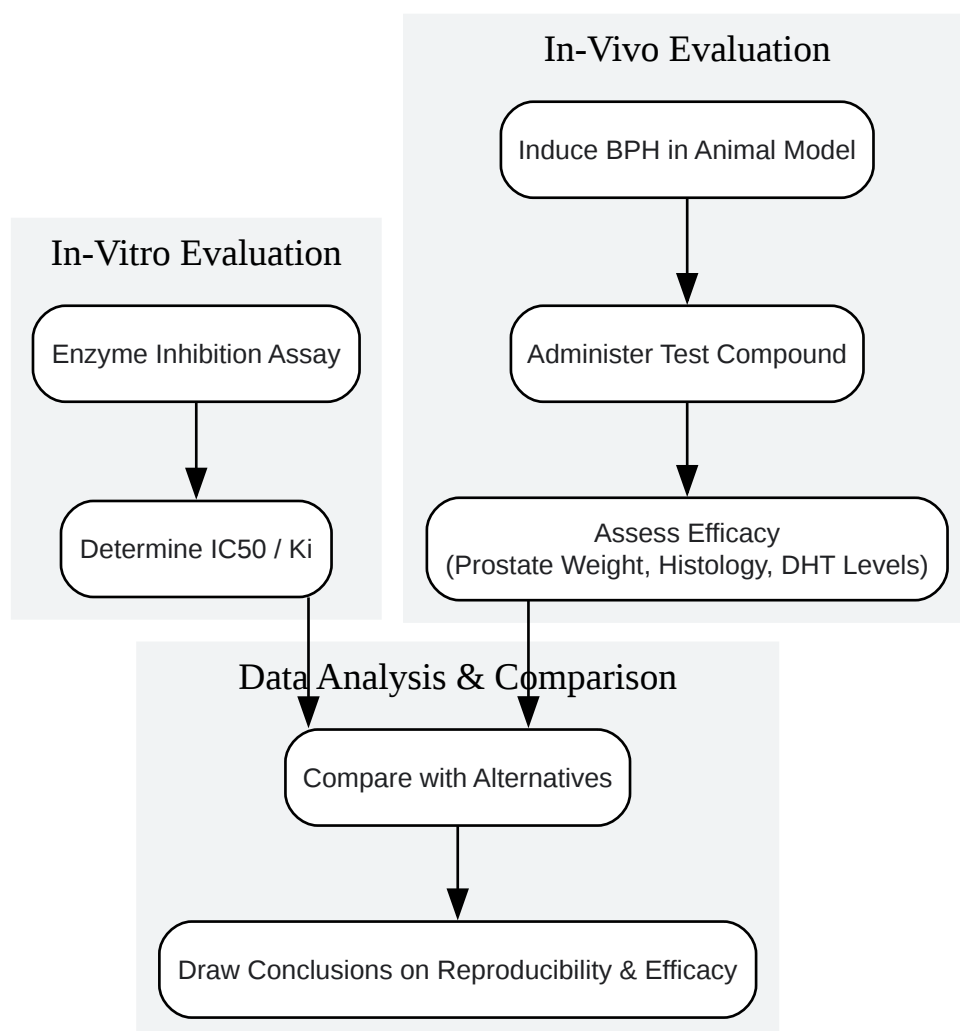 In-Vivo Evaluation
Induce BPH in Animal Model
Administer Test Compound
Assess Efficacy
(Prostate Weight, Histology, DHT Levels)
In-Vitro Evaluation
Enzyme Inhibition Assay
Determine IC50 / Ki
Data Analysis & Comparison
Compare with Alternatives
Draw Conclusions on Reproducibility & Efficacy